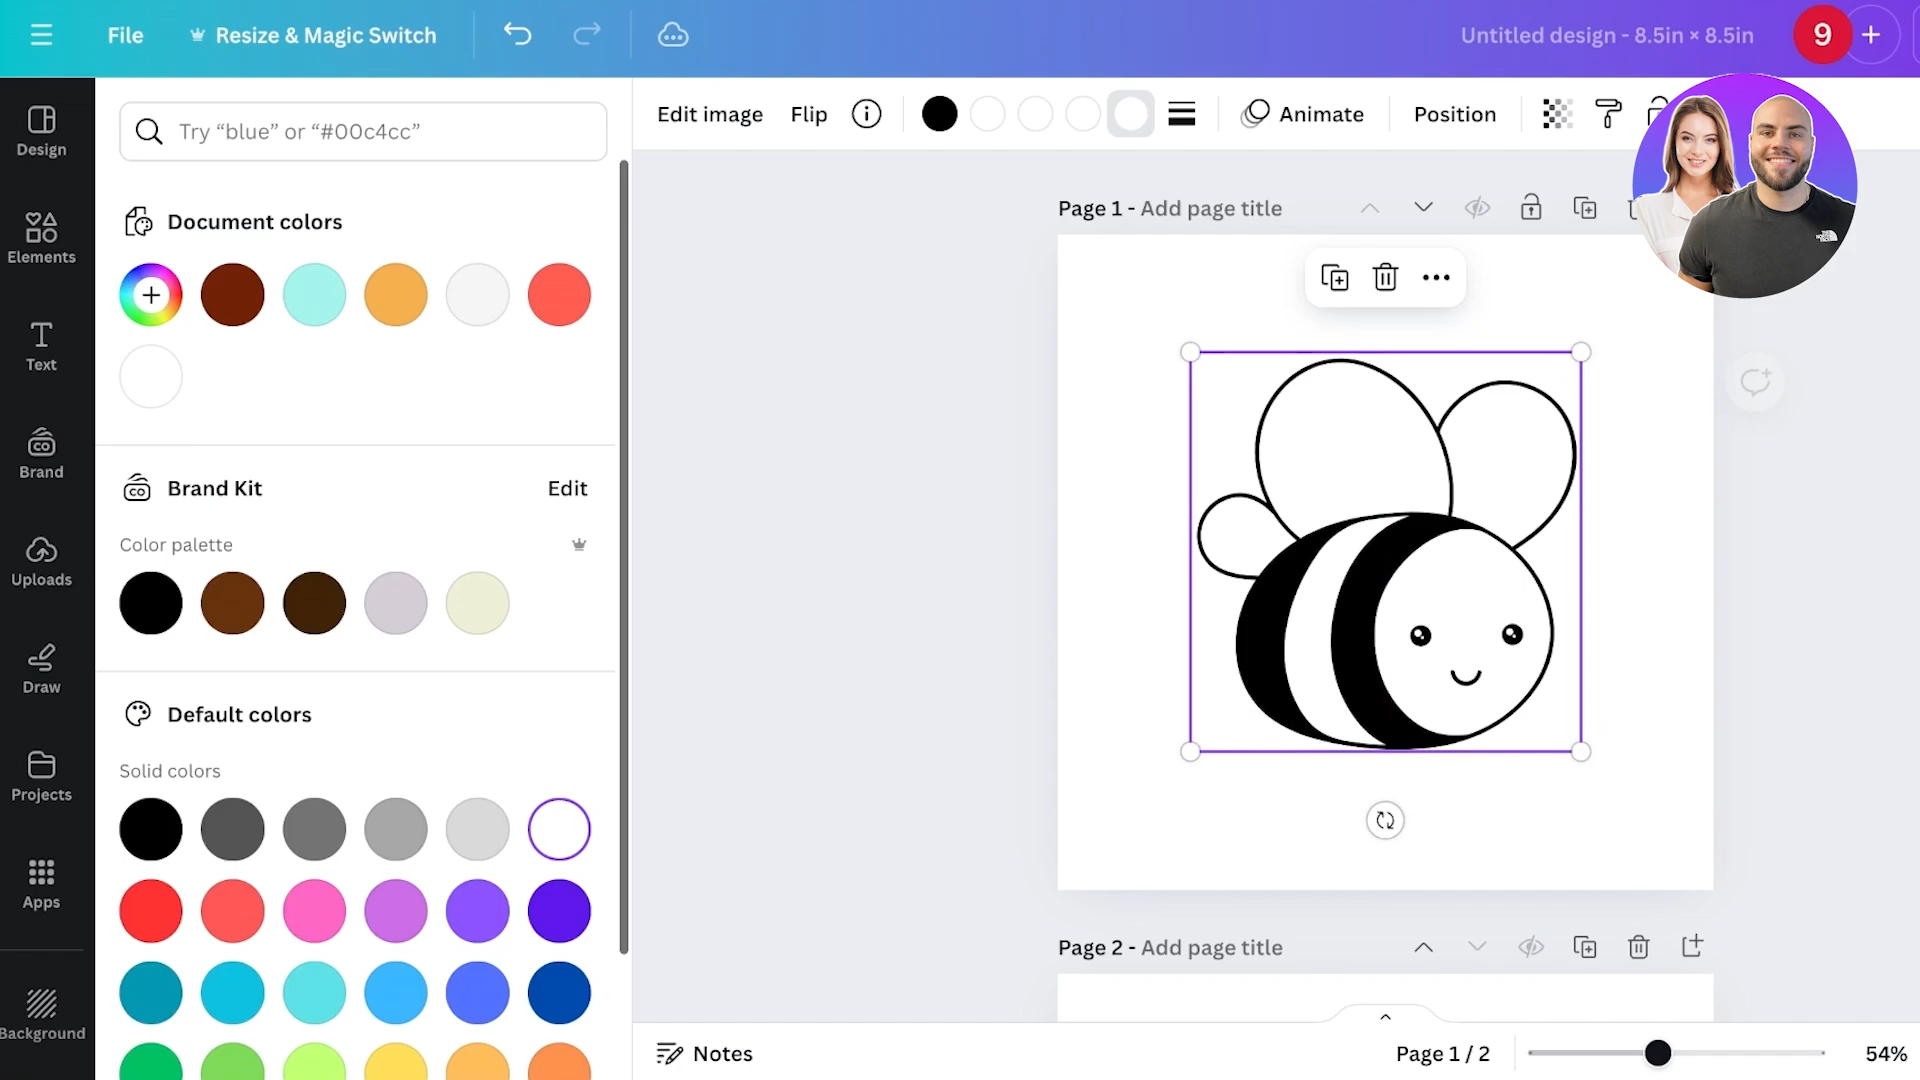 File
Resize & Magic Switch
Untitled design - 8.5in × 8.5in
9
Design
Elements
Text
Brand
Uploads
Draw
Projects
Apps
Background
Try “blue” or “#00c4cc”
Document colors
Brand Kit
Edit
Color palette
Default colors
Solid colors
Edit image
Flip
Animate
Position
Page 1 - Add page title
Page 2 - Add page title
Notes
Page 1 / 2
54%